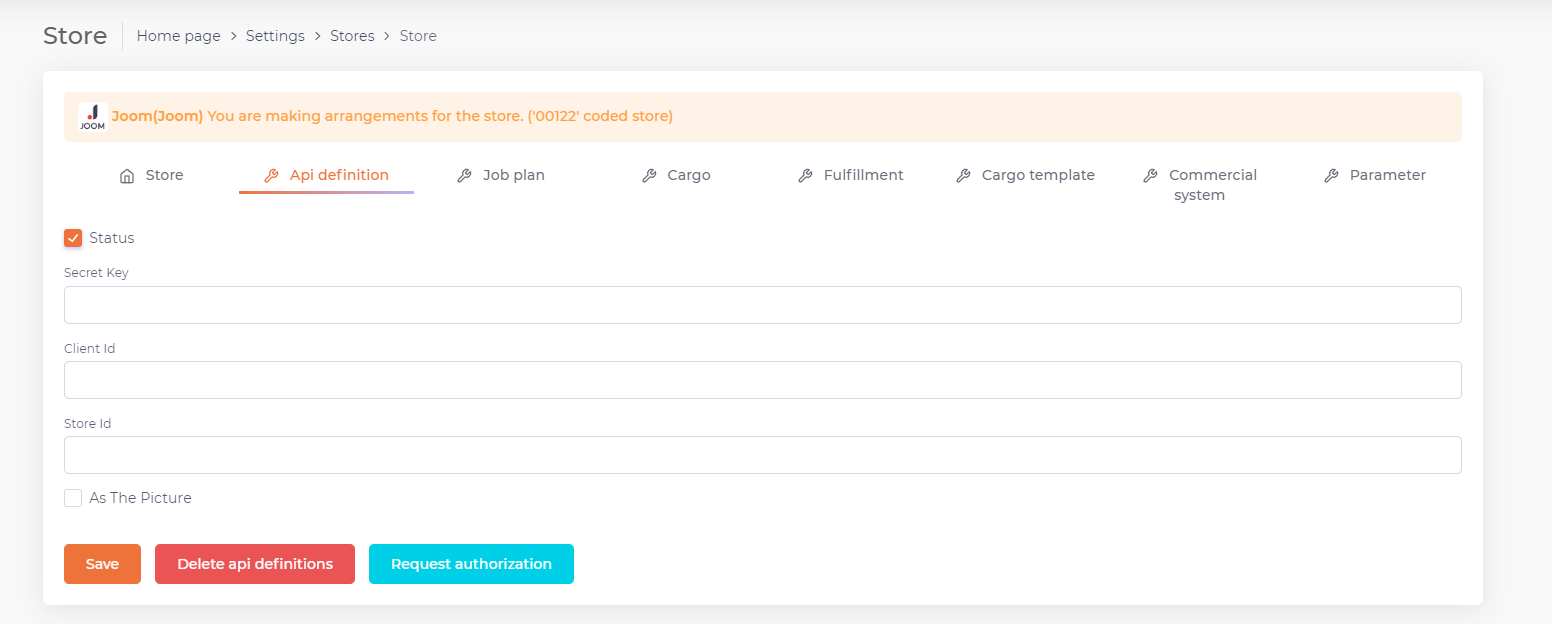 Store
Home page > Settings > Stores > Store
JOOM
Joom(Joom) You are making arrangements for the store. ('00122' coded store)
Store
Api definition
Job plan
Cargo
Fulfillment
Cargo template
Commercial
system
Parameter
Status
Secret Key
Client Id
Store Id
As The Picture
Save
Delete api definitions
Request authorization